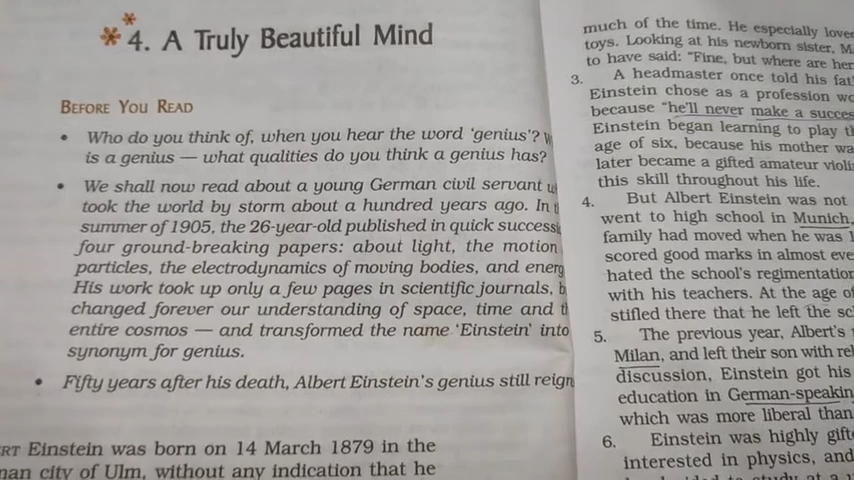 4. A Truly Beautiful Mind
BEFORE YOU READ
• Who do you think of, when you hear the word ‘genius’?
is a genius — what qualities do you think a genius has?
• We shall now read about a young German civil servant
took the world by storm about a hundred years ago. In
summer of 1905, the 26-year-old published in quick
four ground-breaking papers: about light, the motion
particles, the electrodynamics of moving bodies, and
His work took up only a few pages in scientific journals,
changed forever our understanding of space, time and
entire cosmos — and transformed the name ‘Einstein’ into
synonym for genius.
• Fifty years after his death, Albert Einstein’s genius still
Einstein was born on 14 March 1879 in the
city of Ulm, without any indication that he
much of the time. He especially
toys. Looking at his newborn sister,
to have said: “Fine, but where are her
3. A headmaster once told his
Einstein chose as a profession
because “he’ll never make a
Einstein began learning to play
age of six, because his mother
later became a gifted amateur
this skill throughout his life.
4. But Albert Einstein was not
went to high school in Munich,
family had moved when he was
scored good marks in almost
hated the school’s
with his teachers. At the age of
stifled there that he left the
5. The previous year, Albert’s
Milan, and left their son with
discussion, Einstein got his
education in
which was more liberal than
6. Einstein was highly
interested in physics, and
to study at a